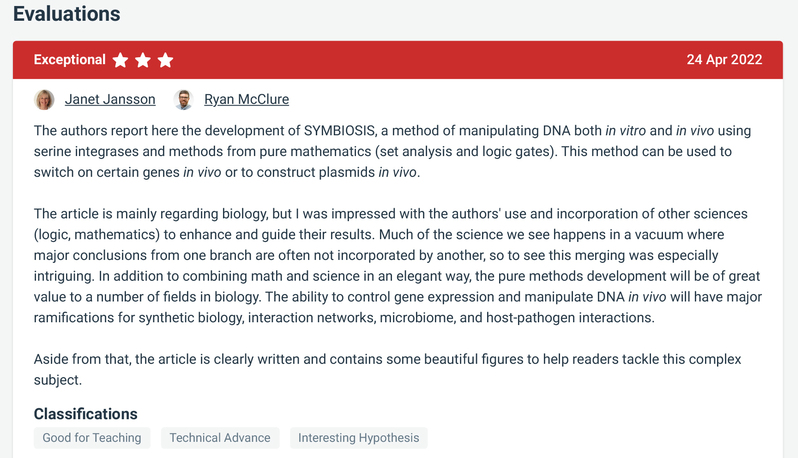 Evaluations
Exceptional
24 Apr 2022
Janet Jansson Ryan McClure
The authors report here the development of SYMBIOSIS, a method of manipulating DNA both in vitro and in vivo using
serine integrases and methods from pure mathematics (set analysis and logic gates). This method can be used to
switch on certain genes in vivo or to construct plasmids in vivo.
The article is mainly regarding biology, but I was impressed with the authors' use and incorporation of other sciences
(logic, mathematics) to enhance and guide their results. Much of the science we see happens in a vacuum where
major conclusions from one branch are often not incorporated by another, so to see this merging was especially
intriguing. In addition to combining math and science in an elegant way, the pure methods development will be of great
value to a number of fields in biology. The ability to control gene expression and manipulate DNA in vivo will have major
ramifications for synthetic biology, interaction networks, microbiome, and host-pathogen interactions.
Aside from that, the article is clearly written and contains some beautiful figures to help readers tackle this complex
subject.
Classifications
Good for Teaching Technical Advance Interesting Hypothesis